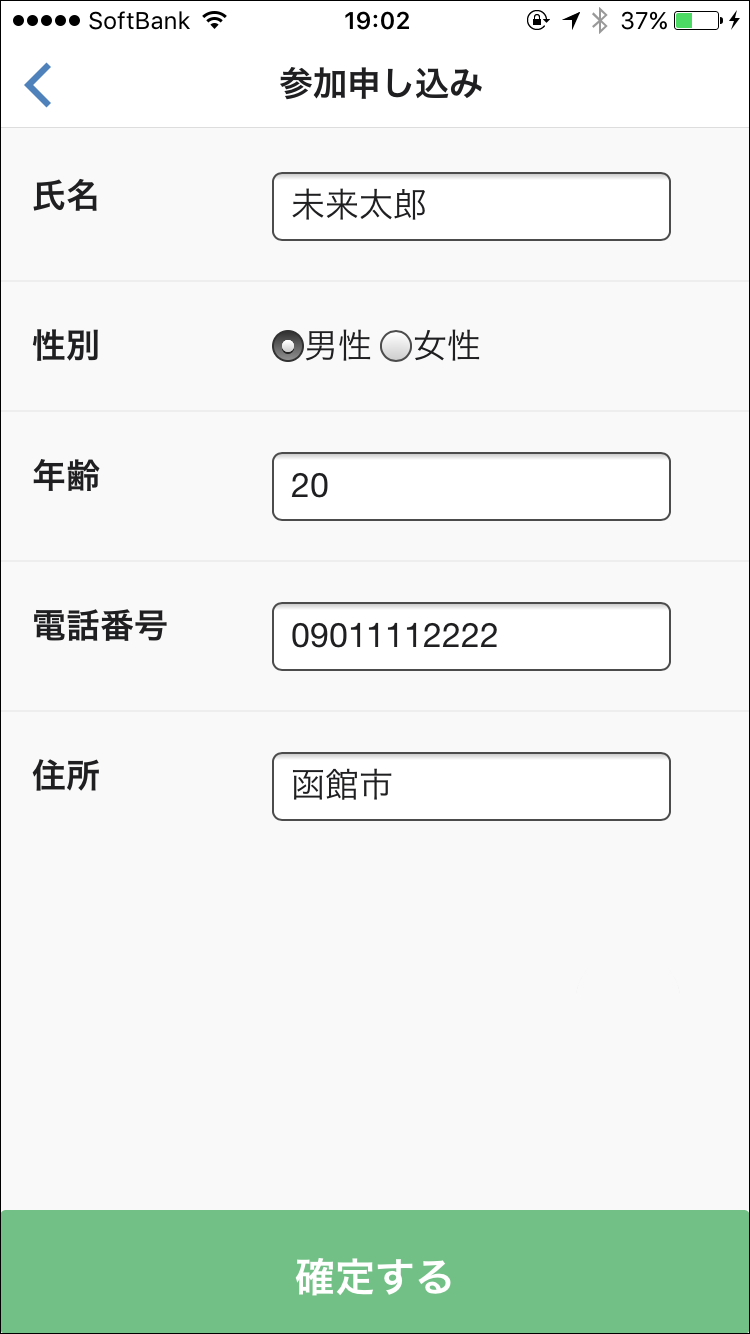 SoftBank 19:02 37%
参加申し込み
氏名 未来太郎
性別 男性 女性
年齢 20
電話番号 09011112222
住所 函館市
確定する